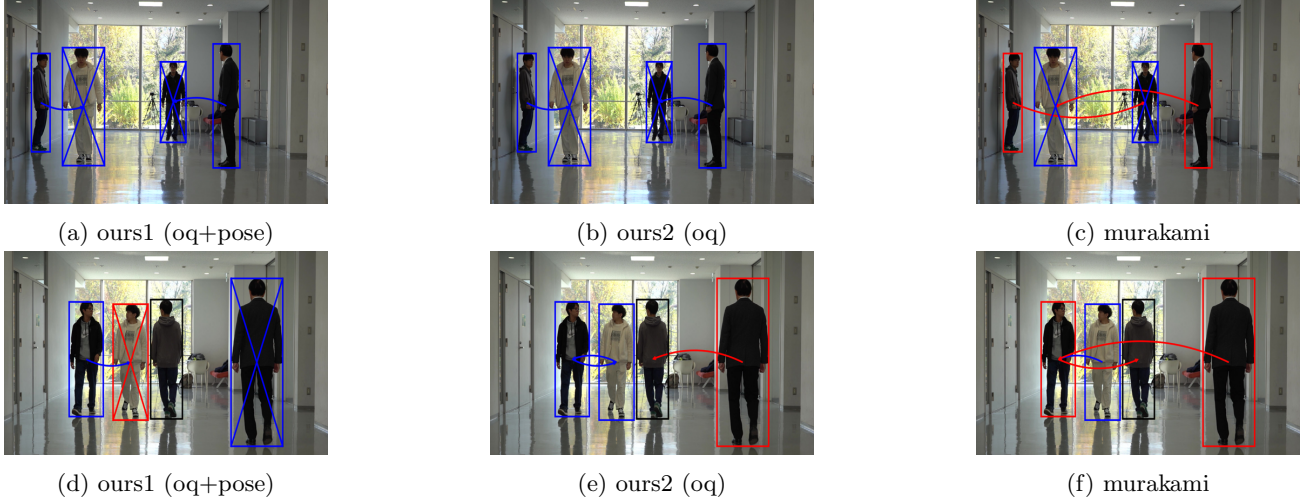 (a) ours1 (oq+pose)
(b) ours2 (oq)
(c) murakami
(d) ours1 (oq+pose)
(e) ours2 (oq)
(f) murakami